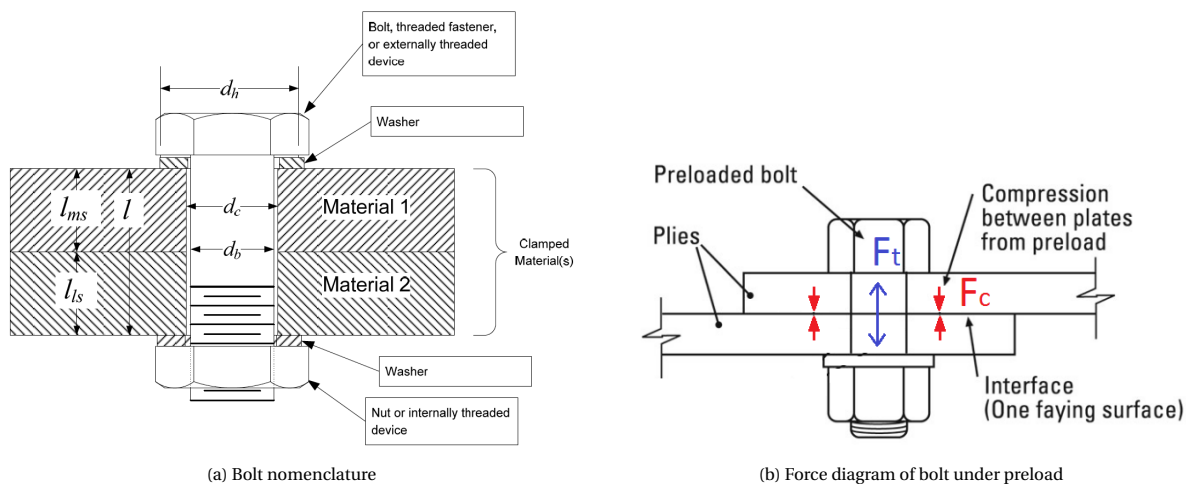 Bolt, threaded fastener,
or externally threaded
device
d_h
Washer
l_ms
l
d_c
Material 1
d_b
Clamped
Material(s)
l_ls
Material 2
Washer
Nut or internally threaded
device
(a) Bolt nomenclature
Preloaded bolt
Compression
between plates
from preload
Plies
F_t
F_c
Interface
(One faying surface)
(b) Force diagram of bolt under preload